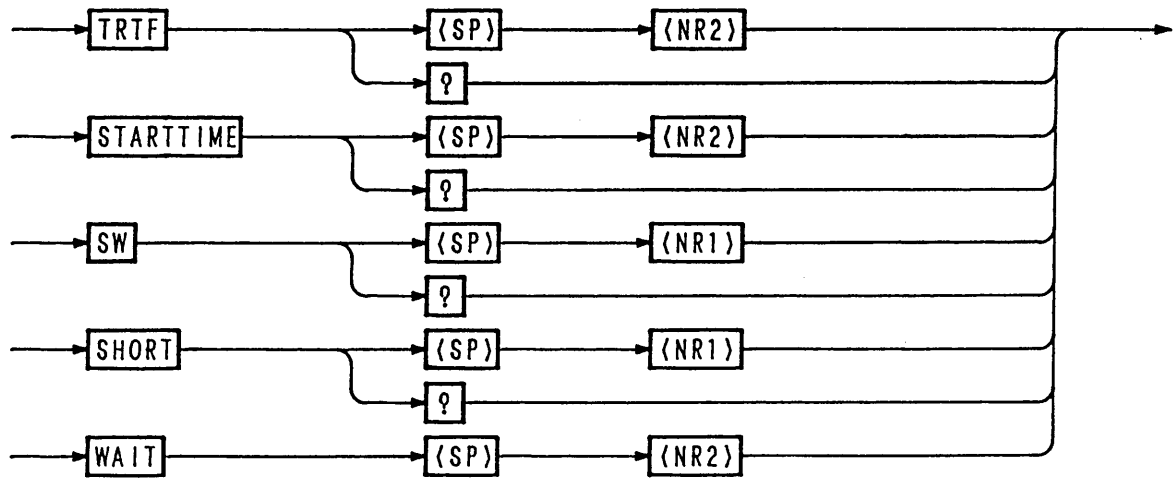 TRTF ⟨SP⟩ ⟨NR2⟩
?
STARTTIME ⟨SP⟩ ⟨NR2⟩
?
SW ⟨SP⟩ ⟨NR1⟩
?
SHORT ⟨SP⟩ ⟨NR1⟩
?
WAIT ⟨SP⟩ ⟨NR2⟩